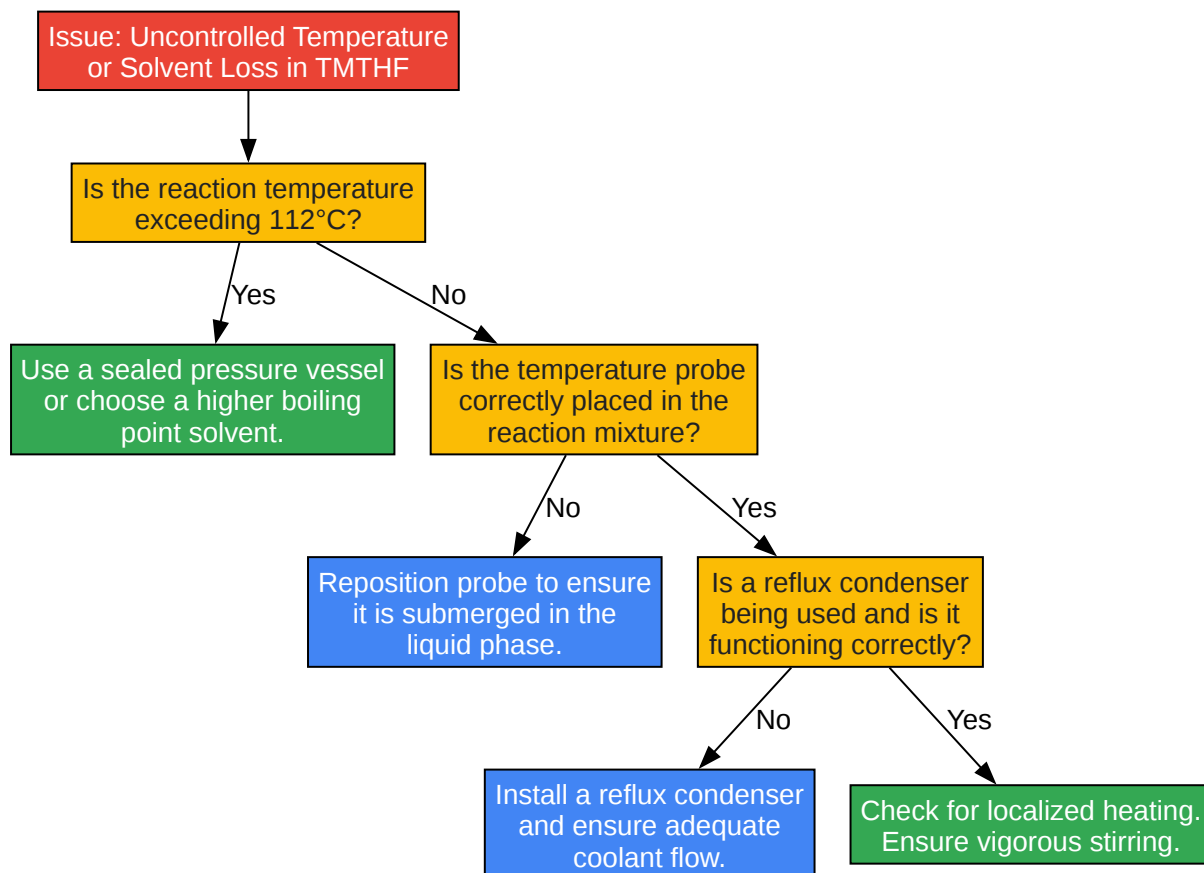 Issue: Uncontrolled Temperature
or Solvent Loss in TMTHF
Is the reaction temperature
exceeding 112°C?
Yes
No
Use a sealed pressure vessel
or choose a higher boiling
point solvent.
Is the temperature probe
correctly placed in the
reaction mixture?
No
Yes
Reposition probe to ensure
it is submerged in the
liquid phase.
Is a reflux condenser
being used and is it
functioning correctly?
No
Yes
Install a reflux condenser
and ensure adequate
coolant flow.
Check for localized heating.
Ensure vigorous stirring.